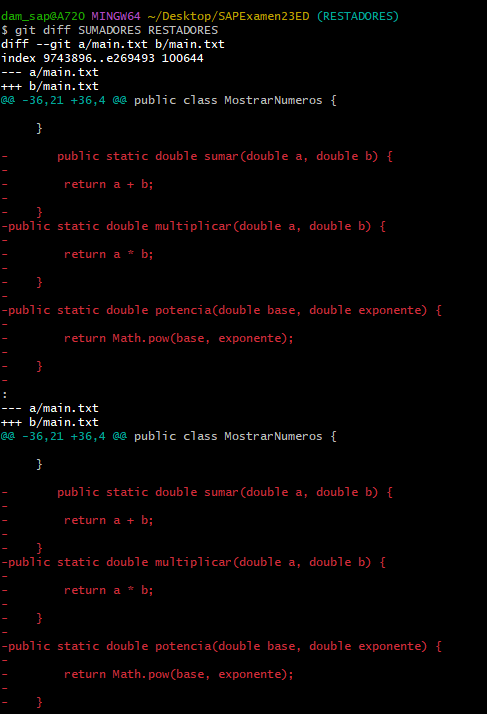 dam_sap@A720 MINGW64 ~/Desktop/SAPExamen23ED (RESTADORES)
$ git diff SUMADORES RESTADORES
diff --git a/main.txt b/main.txt
index 9743896..e269493 100644
--- a/main.txt
+++ b/main.txt
@@ -36,21 +36,4 @@ public class MostrarNumeros {
     }
-       public static double sumar(double a, double b) {
-
-        return a + b;
-
-    }
-public static double multiplicar(double a, double b) {
-
-        return a * b;
-
-    }
-
-public static double potencia(double base, double exponente) {
-
-        return Math.pow(base, exponente);
-
-    }
-
:
--- a/main.txt
+++ b/main.txt
@@ -36,21 +36,4 @@ public class MostrarNumeros {
     }
-       public static double sumar(double a, double b) {
-
-        return a + b;
-
-    }
-public static double multiplicar(double a, double b) {
-
-        return a * b;
-
-    }
-
-public static double potencia(double base, double exponente) {
-
-        return Math.pow(base, exponente);
-
-    }